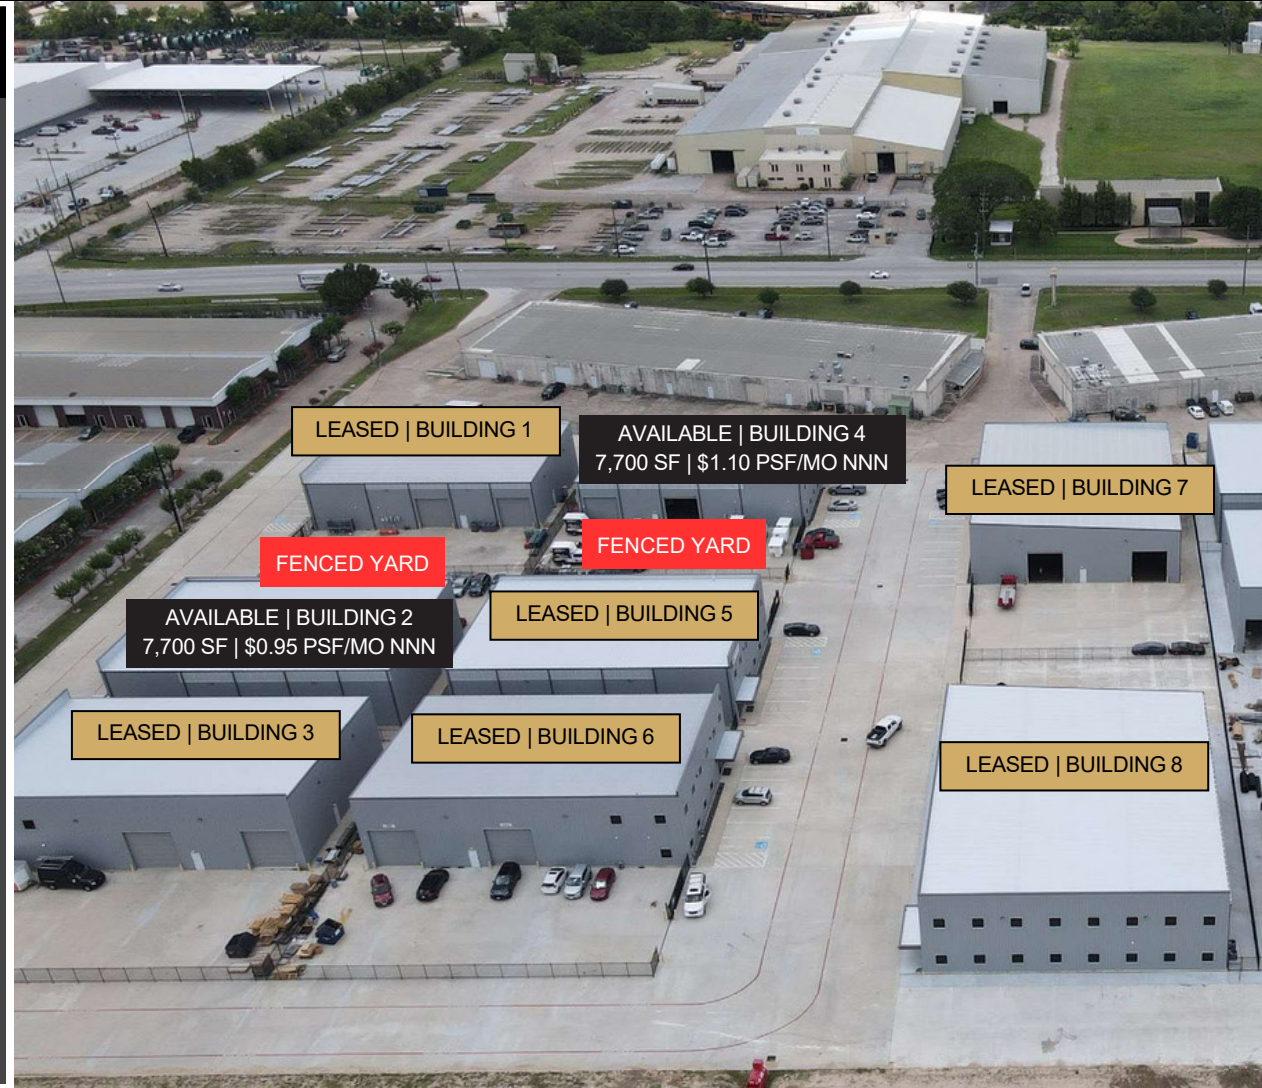 LEASED | BUILDING 1
AVAILABLE | BUILDING 4
7,700 SF | $1.10 PSF/MO NNN
LEASED | BUILDING 7
FENCED YARD
FENCED YARD
AVAILABLE | BUILDING 2
7,700 SF | $0.95 PSF/MO NNN
LEASED | BUILDING 5
LEASED | BUILDING 3
LEASED | BUILDING 6
LEASED | BUILDING 8